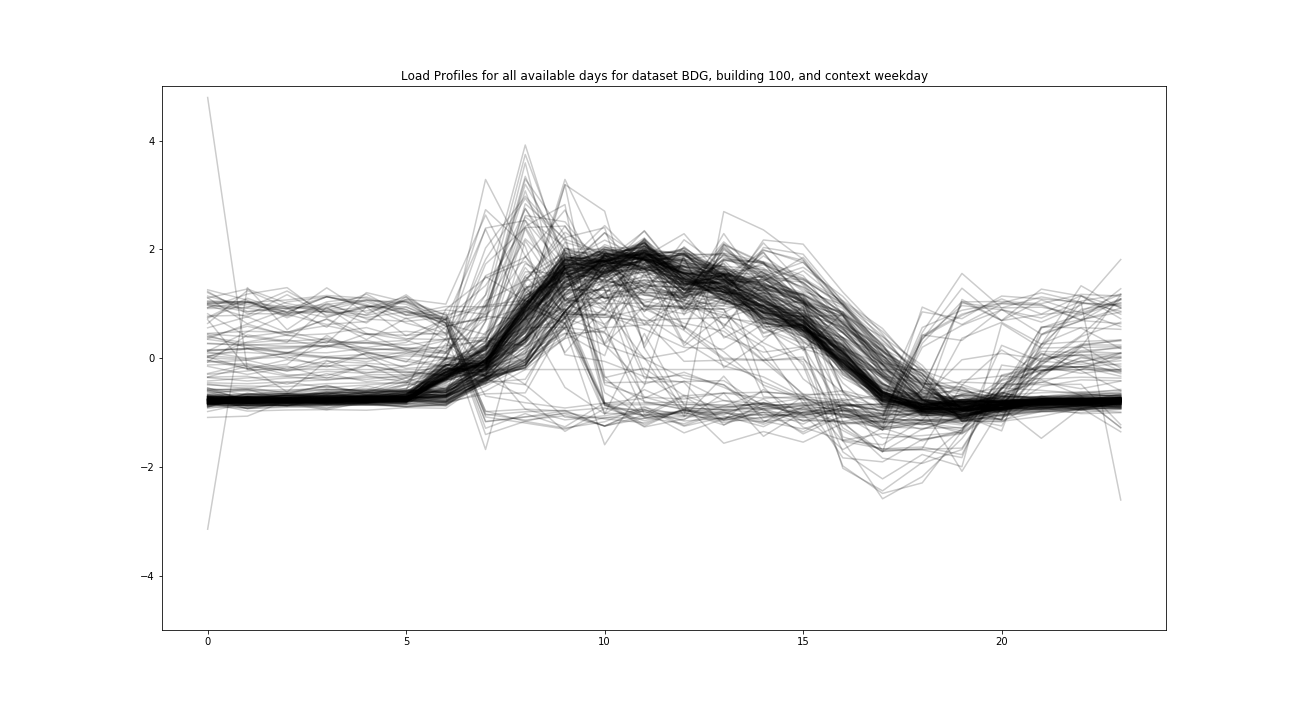 Load Profiles for all available days for dataset BDG, building 100, and context weekday
4
2
0
−2
−4
0 5 10 15 20